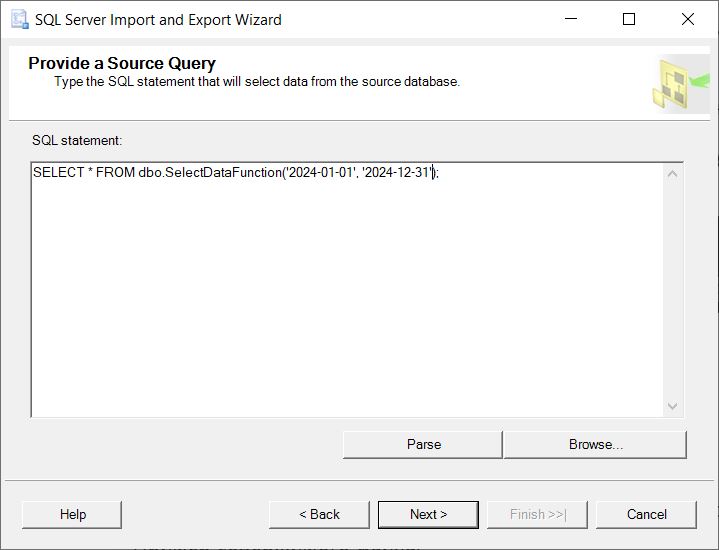 SQL Server Import and Export Wizard
Provide a Source Query
Type the SQL statement that will select data from the source database.
SQL statement:
SELECT * FROM dbo.SelectDataFunction('2024-01-01', '2024-12-31');
Parse
Browse...
Help
< Back
Next >
Finish >>|
Cancel